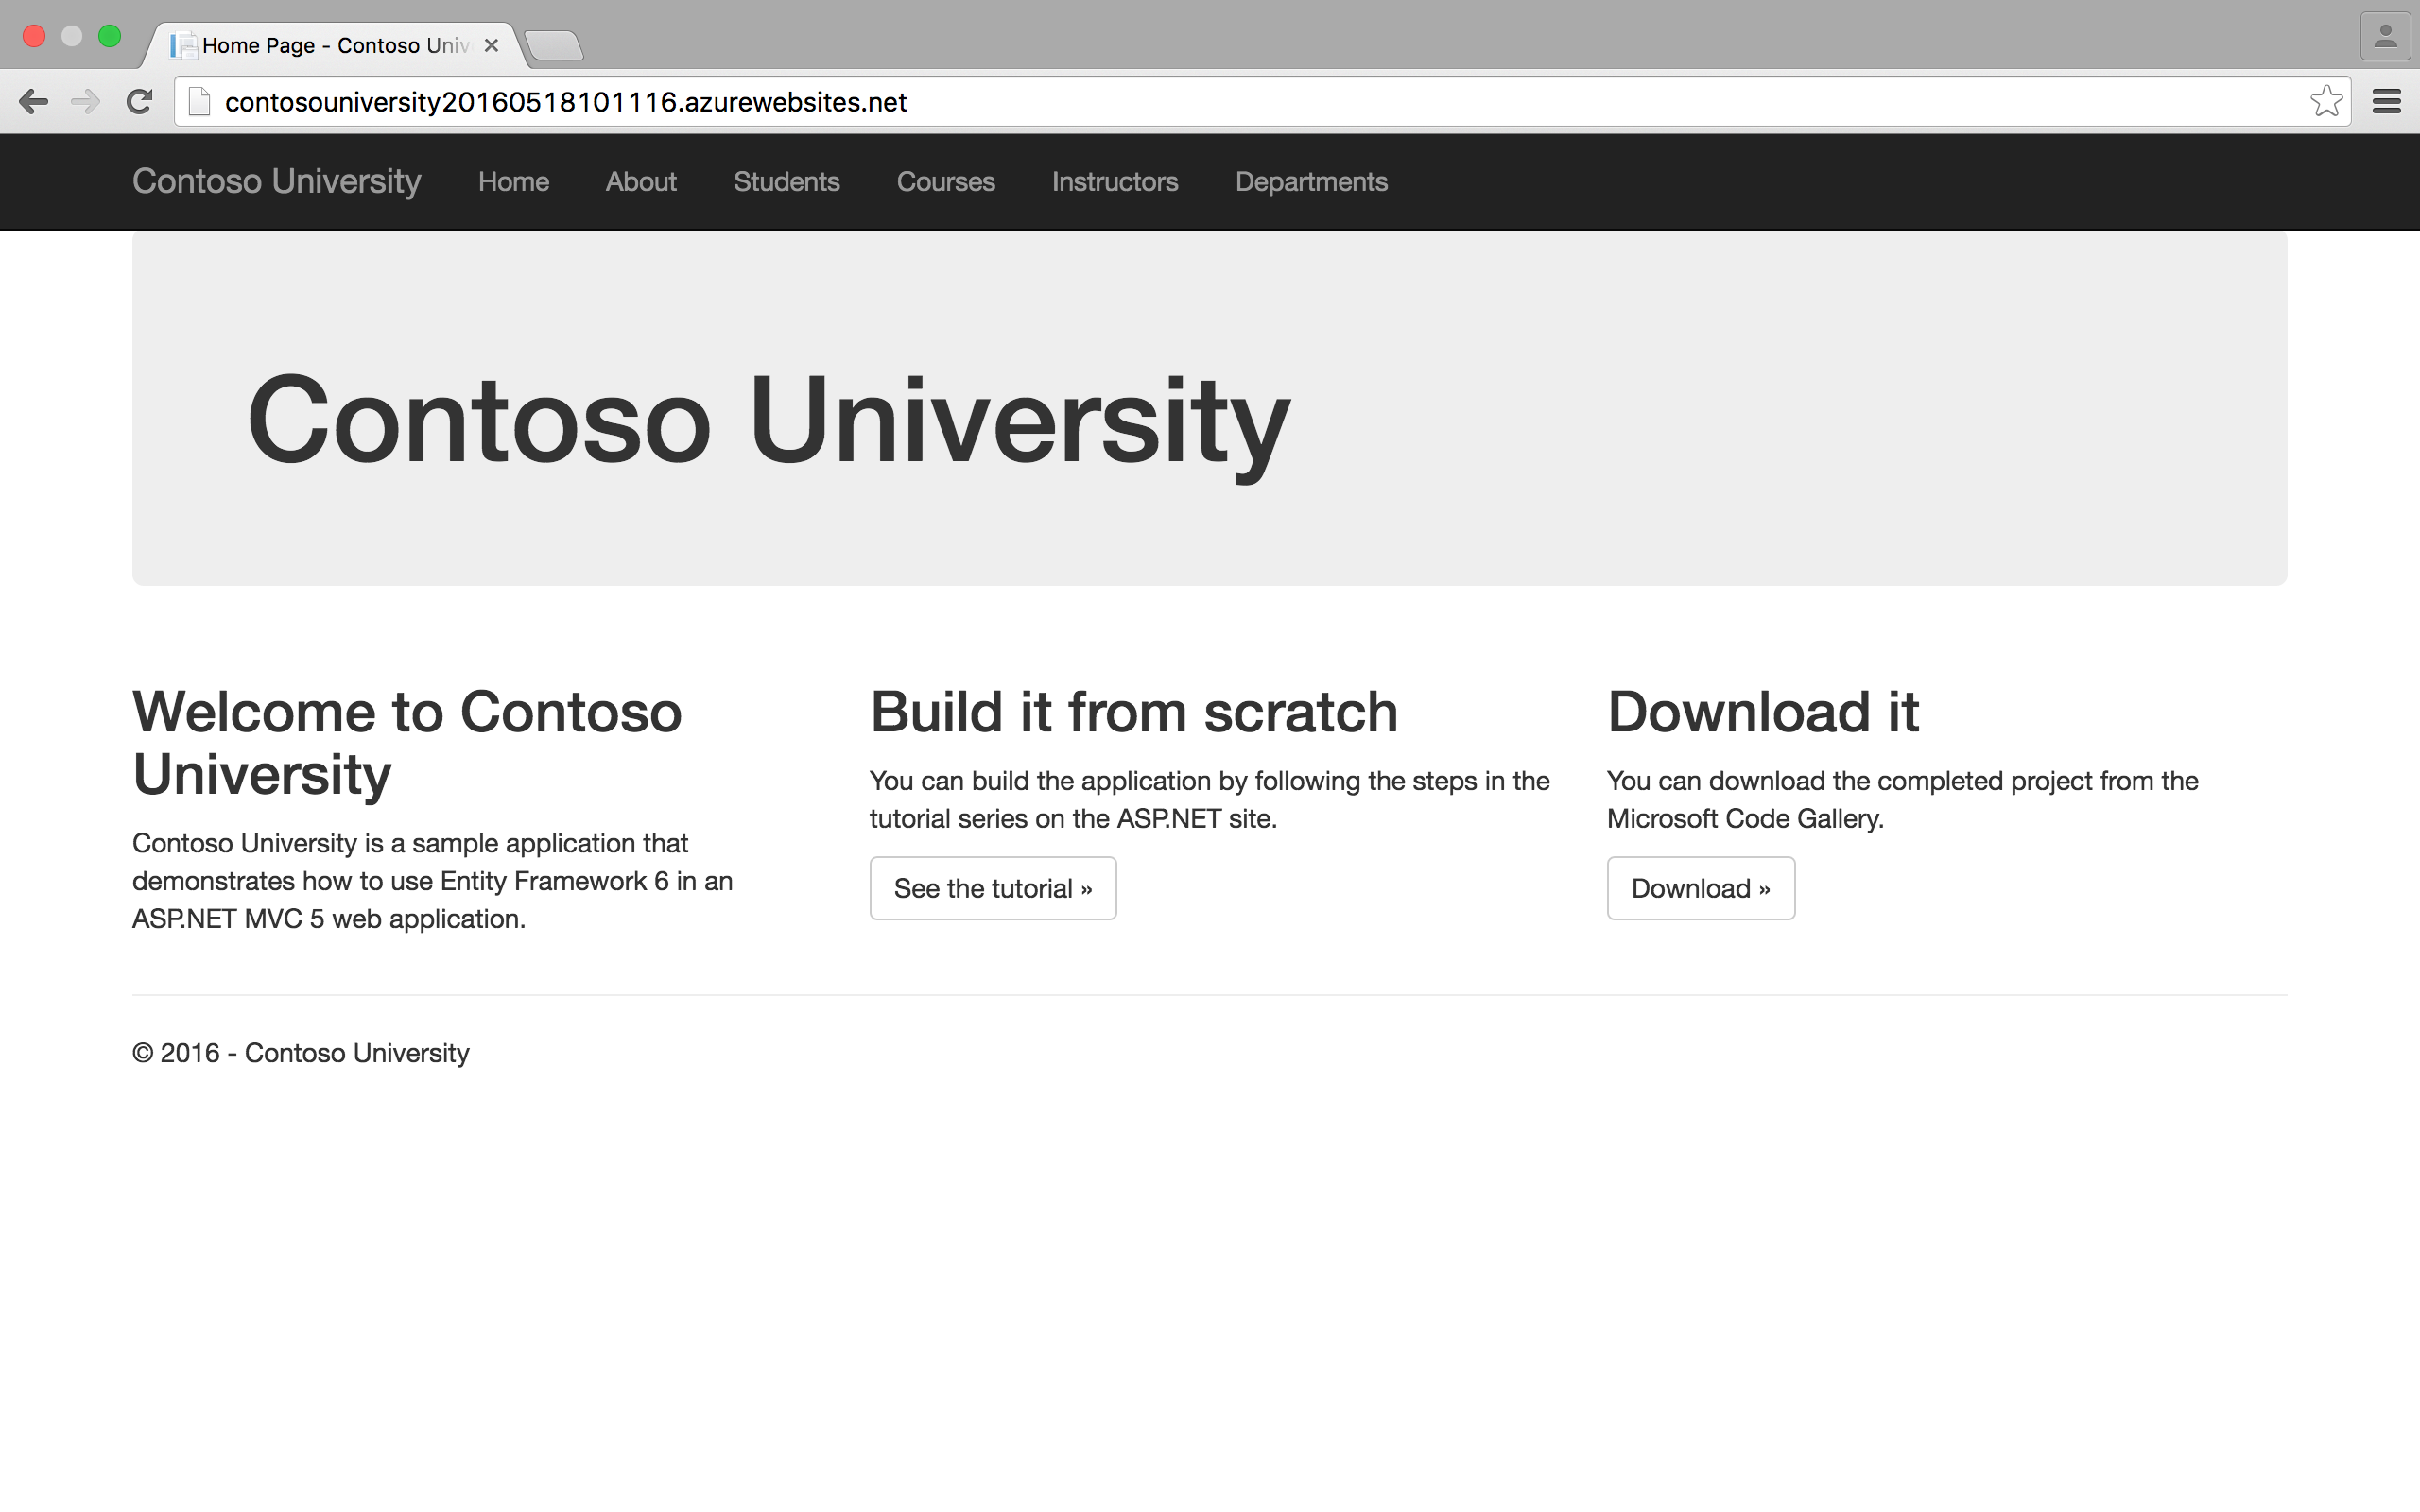 Home Page - Contoso Univ
contosouniversity20160518101116.azurewebsites.net
Contoso University Home About Students Courses Instructors Departments
Contoso University
Welcome to Contoso
University
Contoso University is a sample application that
demonstrates how to use Entity Framework 6 in an
ASP.NET MVC 5 web application.
Build it from scratch
You can build the application by following the steps in the
tutorial series on the ASP.NET site.
See the tutorial »
Download it
You can download the completed project from the
Microsoft Code Gallery.
Download »
© 2016 - Contoso University